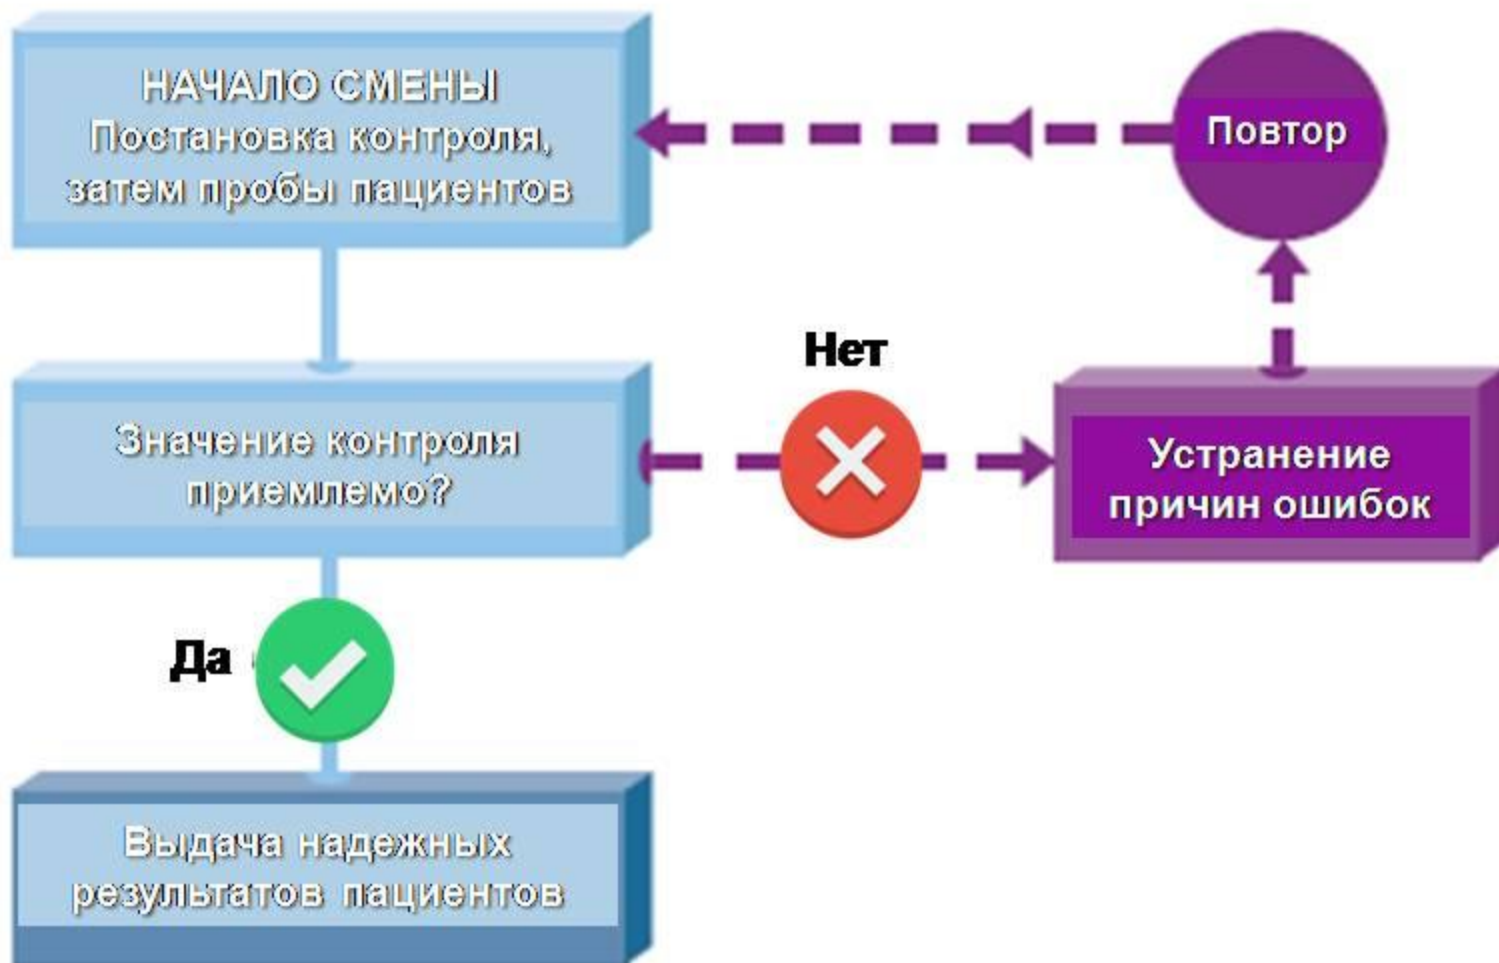 НАЧАЛО СМЕНЫ
Постановка контроля,
затем пробы пациентов
Повтор
Нет
Значение контроля
приемлемо?
Устранение
причин ошибок
Да
Выдача надежных
результатов пациентов